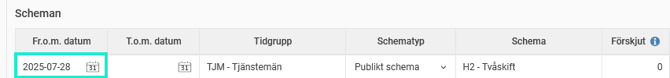 Scheman
Fr.o.m. datum T.o.m. datum Tidgrupp Schematyp Schema Förskjut
2025-07-28 31 31 TJM - Tjänstemän Publikt schema H2 - Tvåskift 0